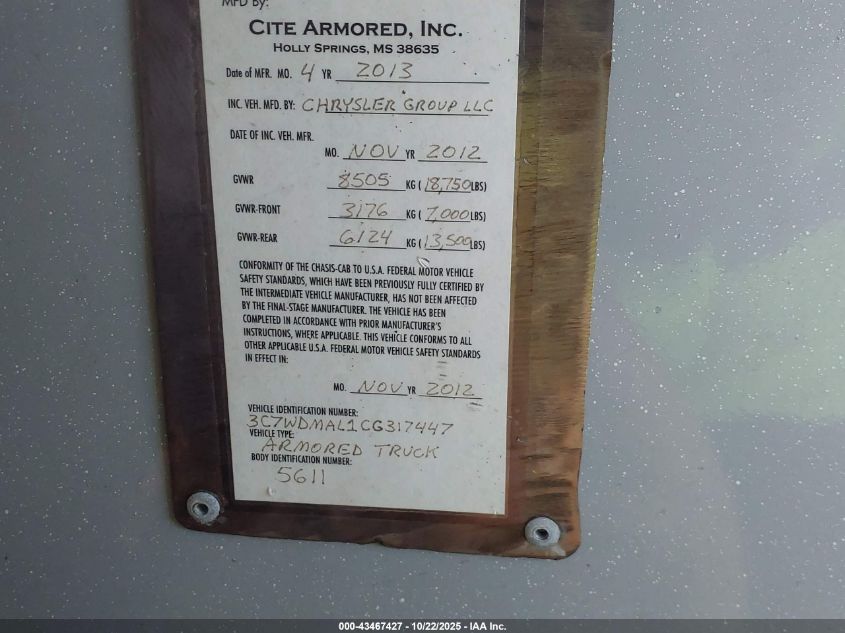 MFD By:
CITE ARMORED, INC.
HOLLY SPRINGS, MS 38635
Date of MFR. MO. 4 YR 2013
INC. VEH. MFD. BY: CHRYSLER GROUP LLC
DATE OF INC. VEH. MFR.
MO. NOV YR 2012
GVWR 8505 KG ( 18,750 LBS)
GVWR-FRONT 3176 KG ( 7,000 LBS)
GVWR-REAR 6124 KG ( 13,500 LBS)
CONFORMITY OF THE CHASIS-CAB TO U.S.A. FEDERAL MOTOR VEHICLE
SAFETY STANDARDS, WHICH HAVE BEEN PREVIOUSLY FULLY CERTIFIED BY
THE INTERMEDIATE VEHICLE MANUFACTURER, HAS NOT BEEN AFFECTED
BY THE FINAL-STAGE MANUFACTURER. THE VEHICLE HAS BEEN
COMPLETED IN ACCORDANCE WITH PRIOR MANUFACTURER'S
INSTRUCTIONS, WHERE APPLICABLE. THIS VEHICLE CONFORMS TO ALL
OTHER APPLICABLE U.S.A. FEDERAL MOTOR VEHICLE SAFETY STANDARDS
IN EFFECT IN:
MO. NOV YR 2012
VEHICLE IDENTIFICATION NUMBER:
3C7WDMAL1CG317447
VEHICLE TYPE:
ARMORED TRUCK
BODY IDENTIFICATION NUMBER:
5611
000-43467427 - 10/22/2025 - IAA Inc.